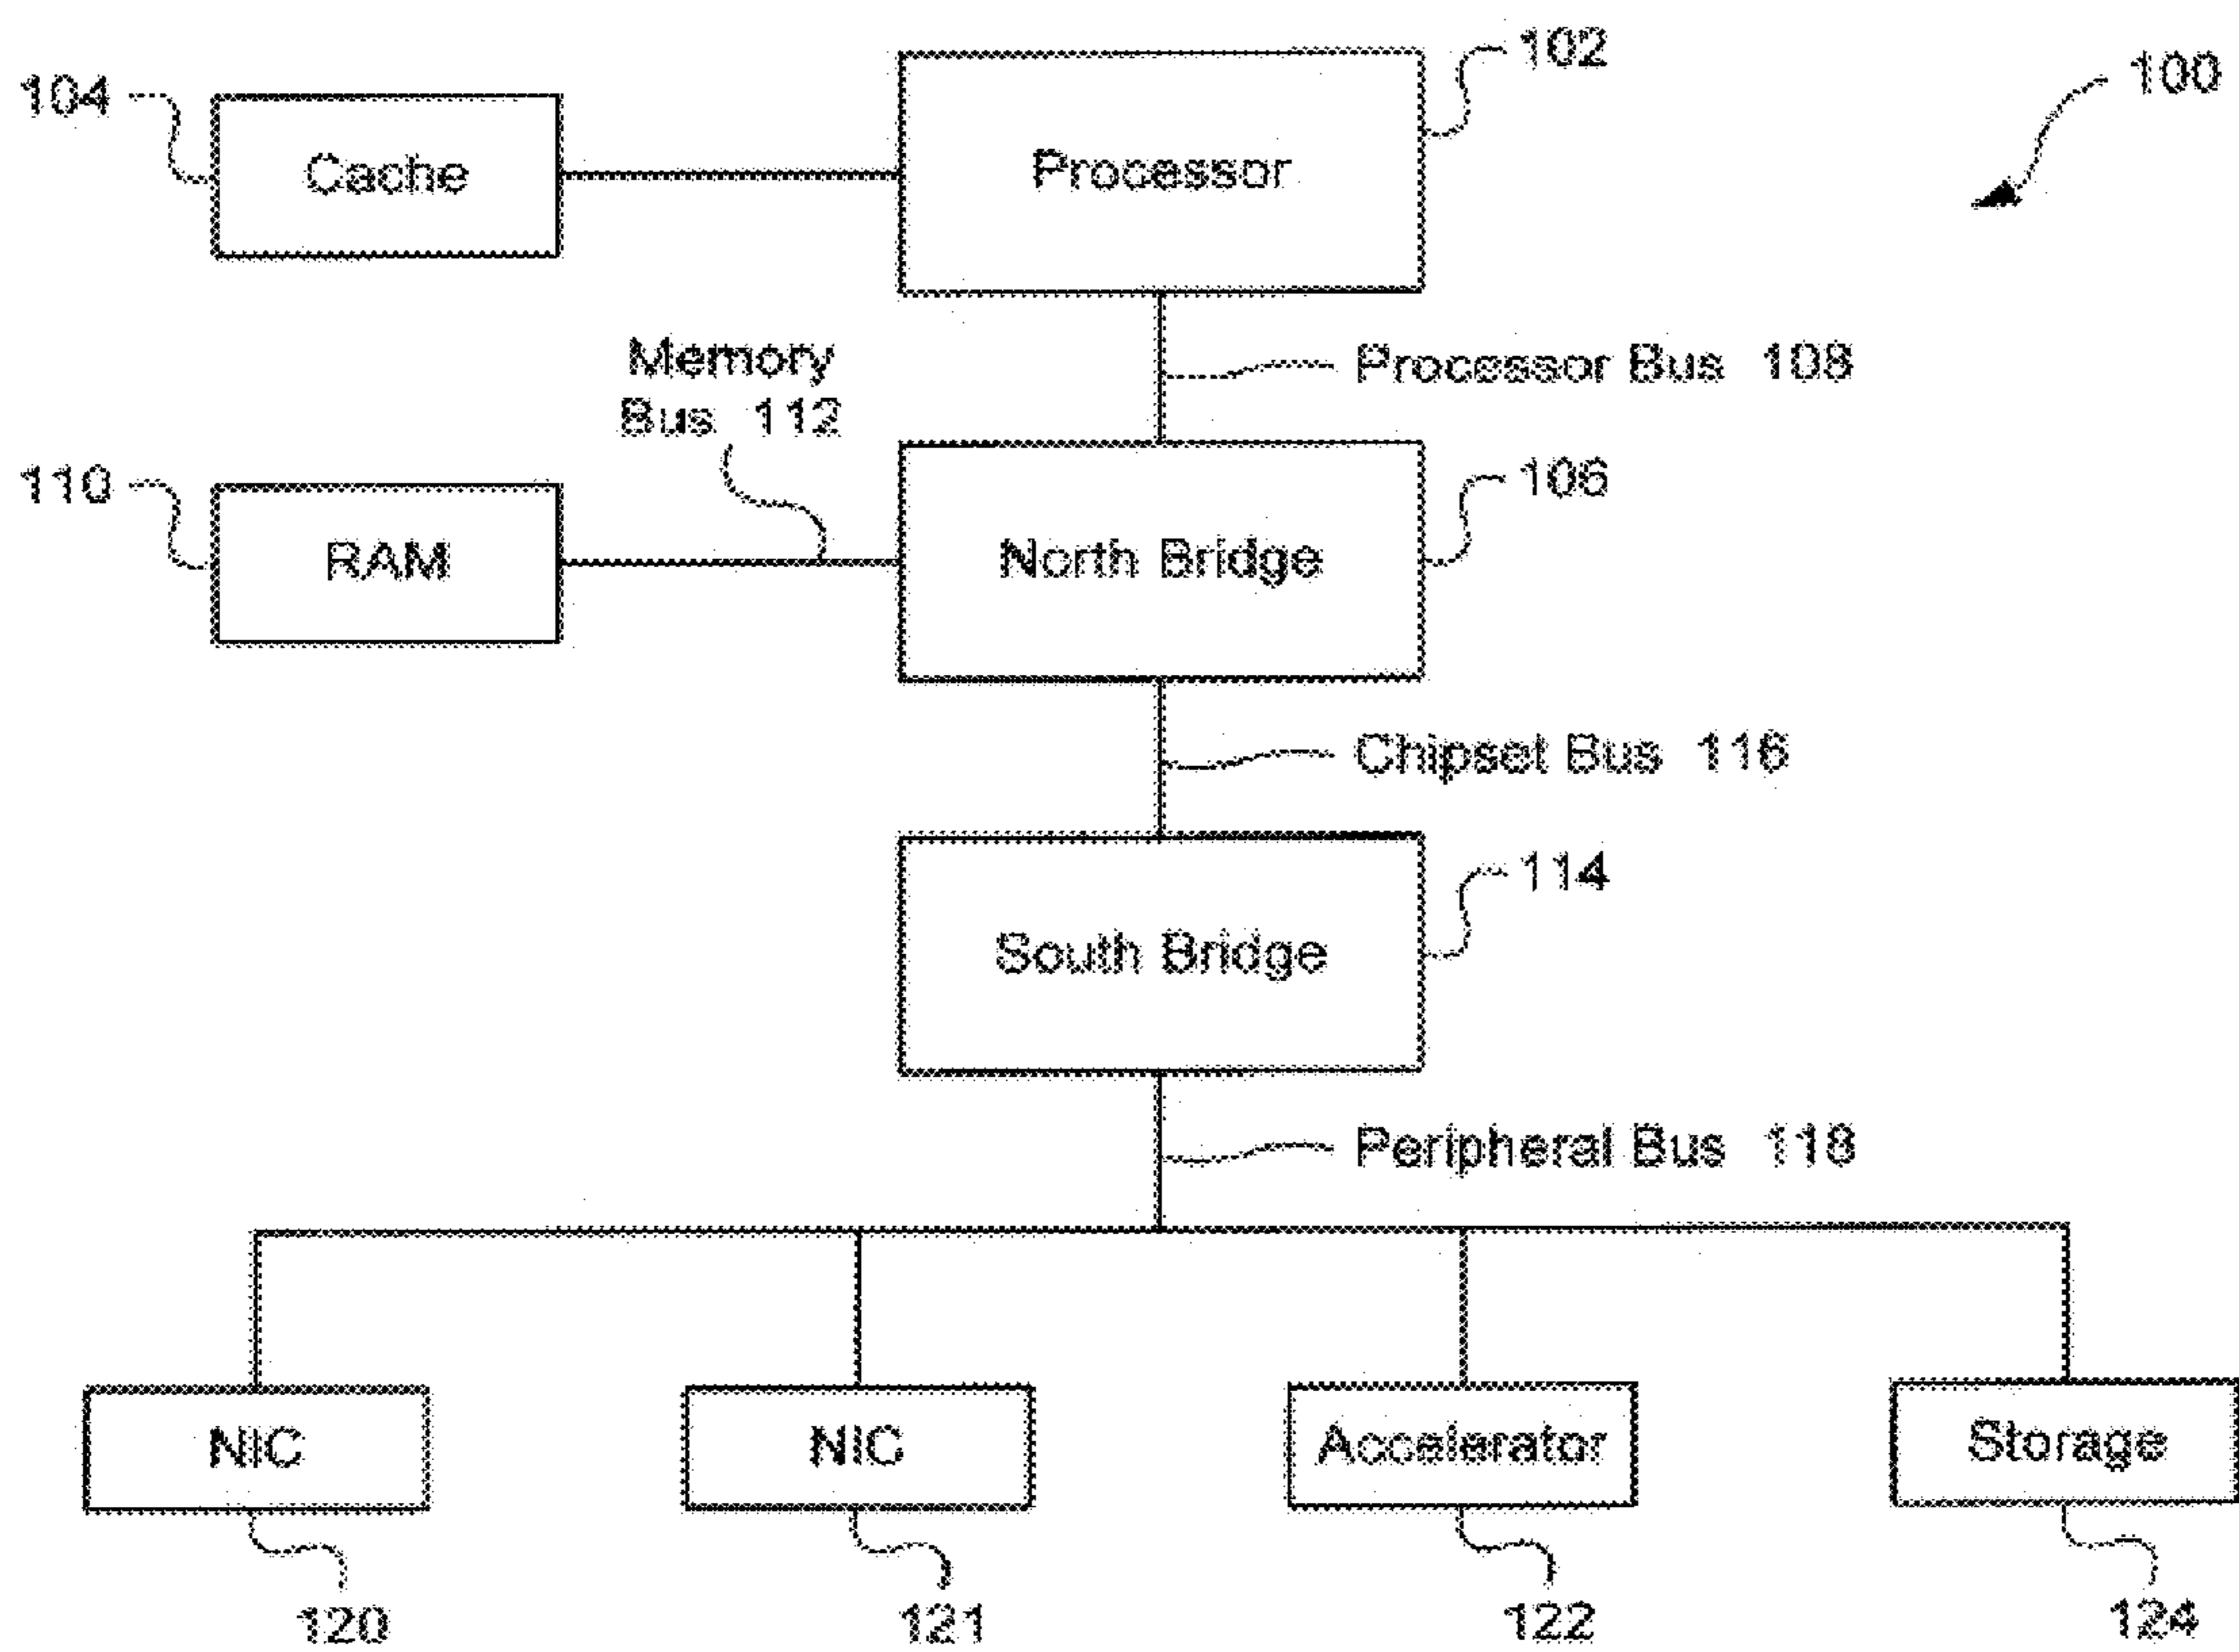 102
100
104
Cache
Processor
Memory
Bus 112
Processor Bus 108
110
106
RAM
North Bridge
Chipset Bus 116
114
South Bridge
Peripheral Bus 118
NIC
NIC
Accelerator
Storage
120
121
122
124